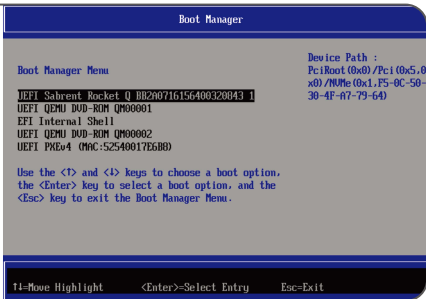 Boot Manager
Device Path :
PciRoot(0x0)/Pci(0x5,0
x0)/NVMe(0x1,F5-0C-50-
30-4F-A7-79-64)
Boot Manager Menu
UEFI Sabrent Rocket Q BB2A0716156400320843 1
UEFI QEMU DVD-ROM QM00001
EFI Internal Shell
UEFI QEMU DVD-ROM QM00002
UEFI PXEv4 (MAC:52540017E6BB)
Use the <↑> and <↓> keys to choose a boot option,
the <Enter> key to select a boot option, and the
<Esc> key to exit the Boot Manager Menu.
↑↓=Move Highlight <Enter>=Select Entry Esc=Exit